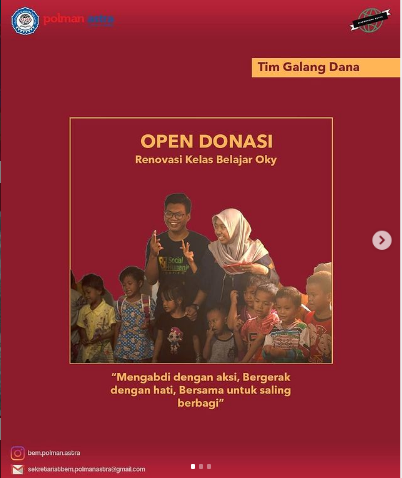 polman astra
Tim Galang Dana
OPEN DONASI
Renovasi Kelas Belajar Oky
"Mengabdi dengan aksi, Bergerak
dengan hati, Bersama untuk saling
berbagi"
bem.polman.astra
sekretariatbem.polmanastra@gmail.com